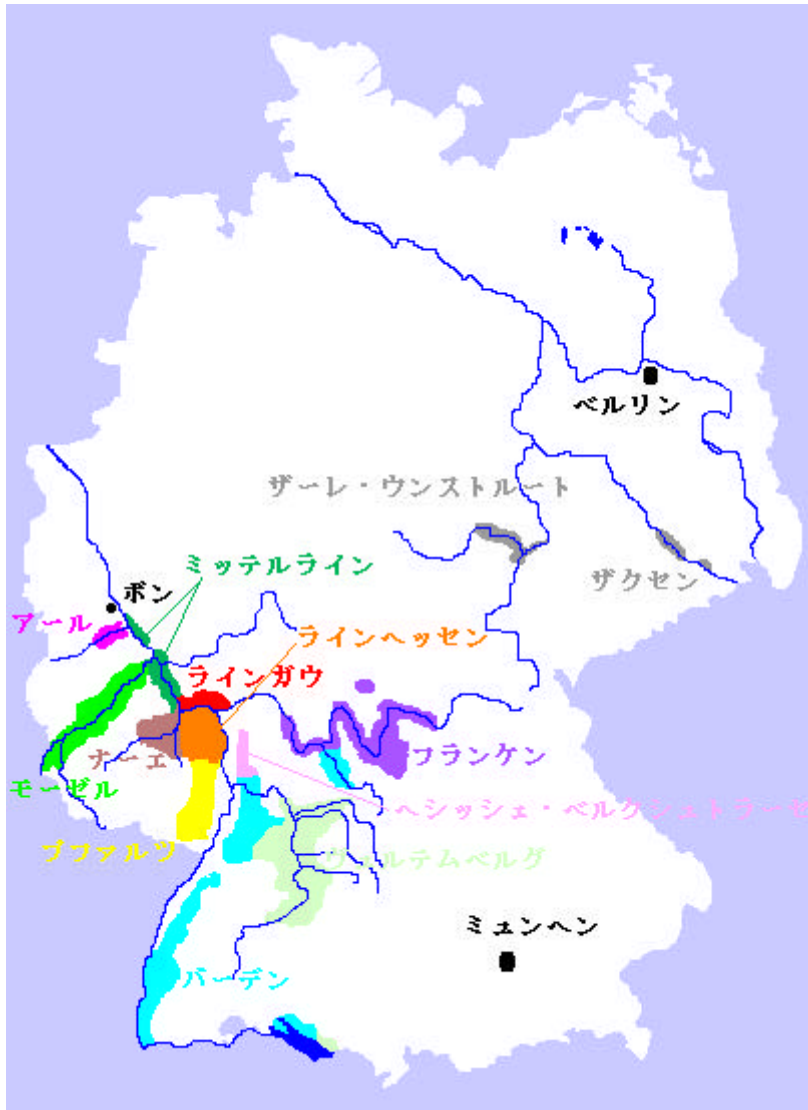 ベルリン
ザーレ・ウンストルート
ミッテルライン
ザクセン
ボン
アール
ラインヘッセン
ラインガウ
フランケン
ナーエ
モーゼル
ヘシッシェ・ベルクシュトラーセ
プファルツ
ヴュルテムベルグ
ミュンヘン
バーデン